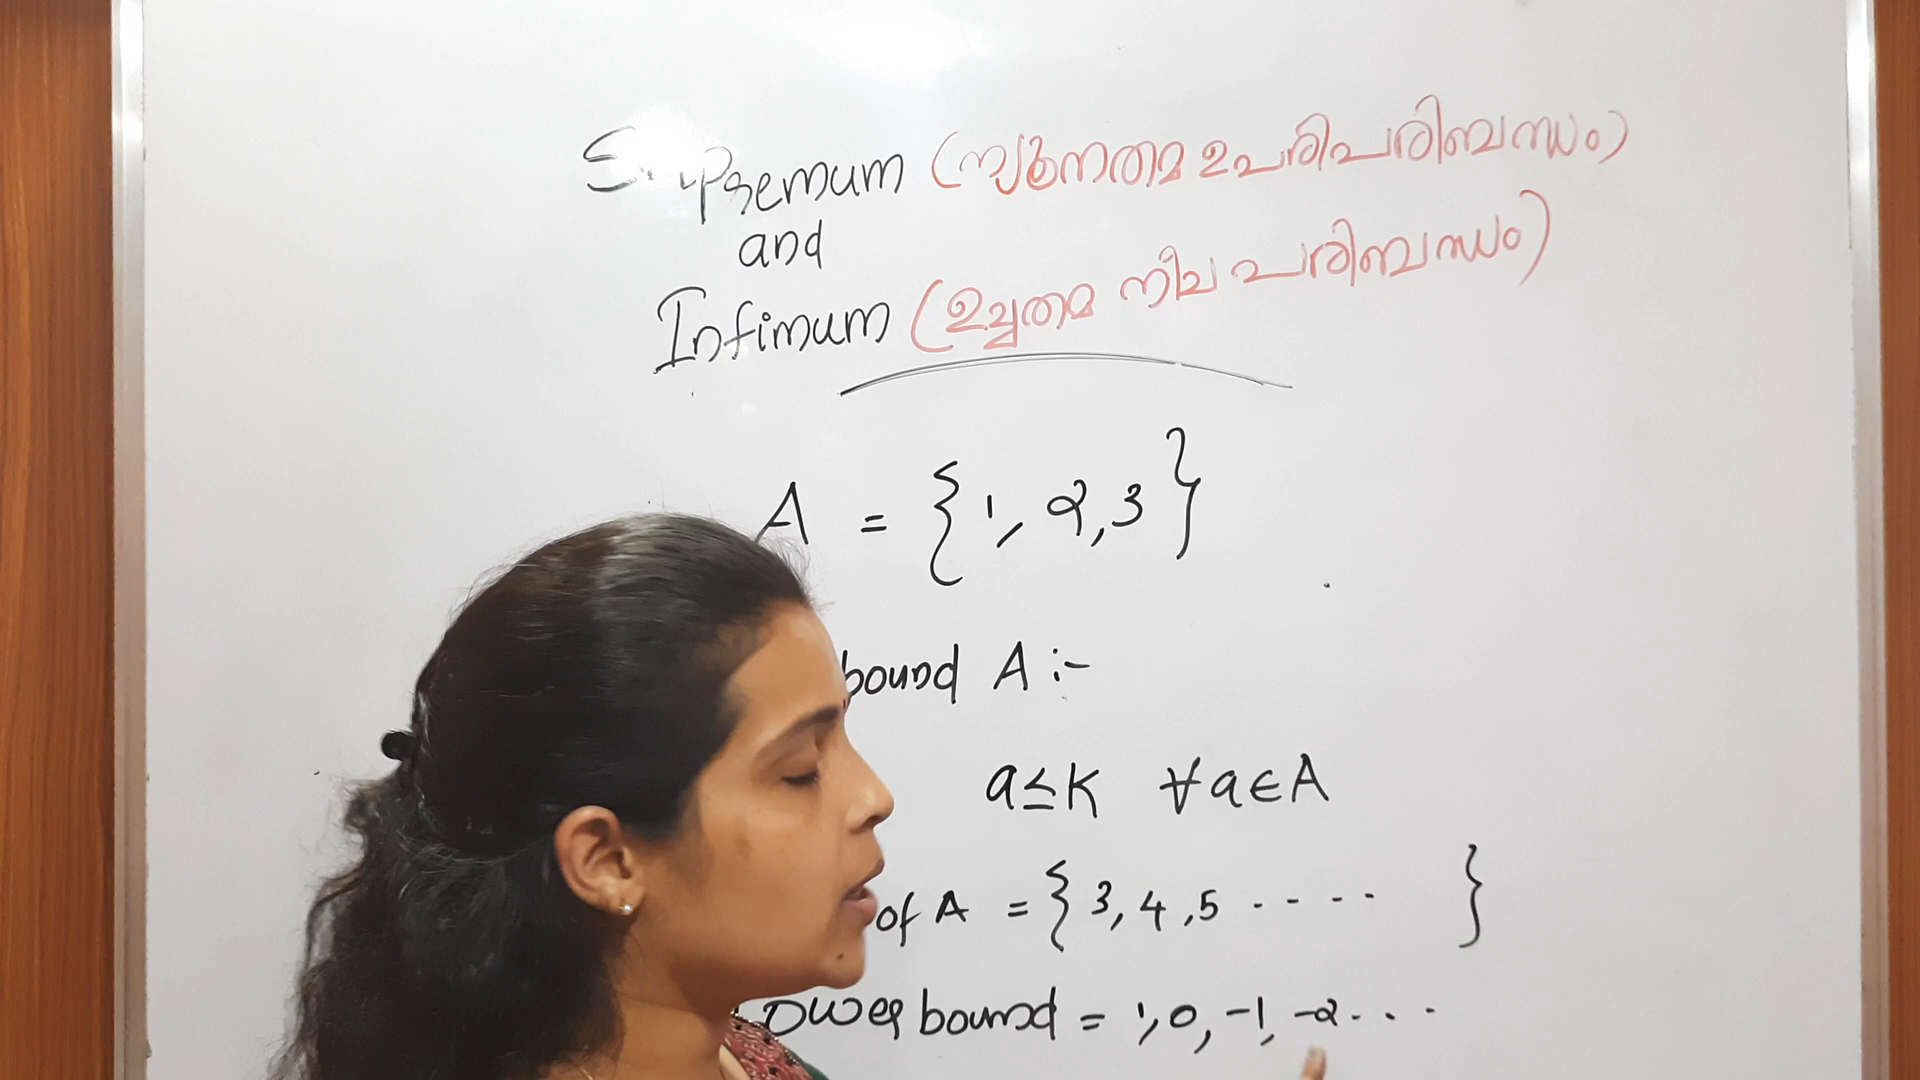 Supremum (ന്യൂനതമ ഉപരിപരിബന്ധം)
and
Infimum (ഉച്ചതമ നീച പരിബന്ധം)
A = {1, 2, 3}
bound A :-
a ≤ K ∀ a ∈ A
of A = {3, 4, 5 ---- }
ower bound = 1, 0, -1, -2 . . .